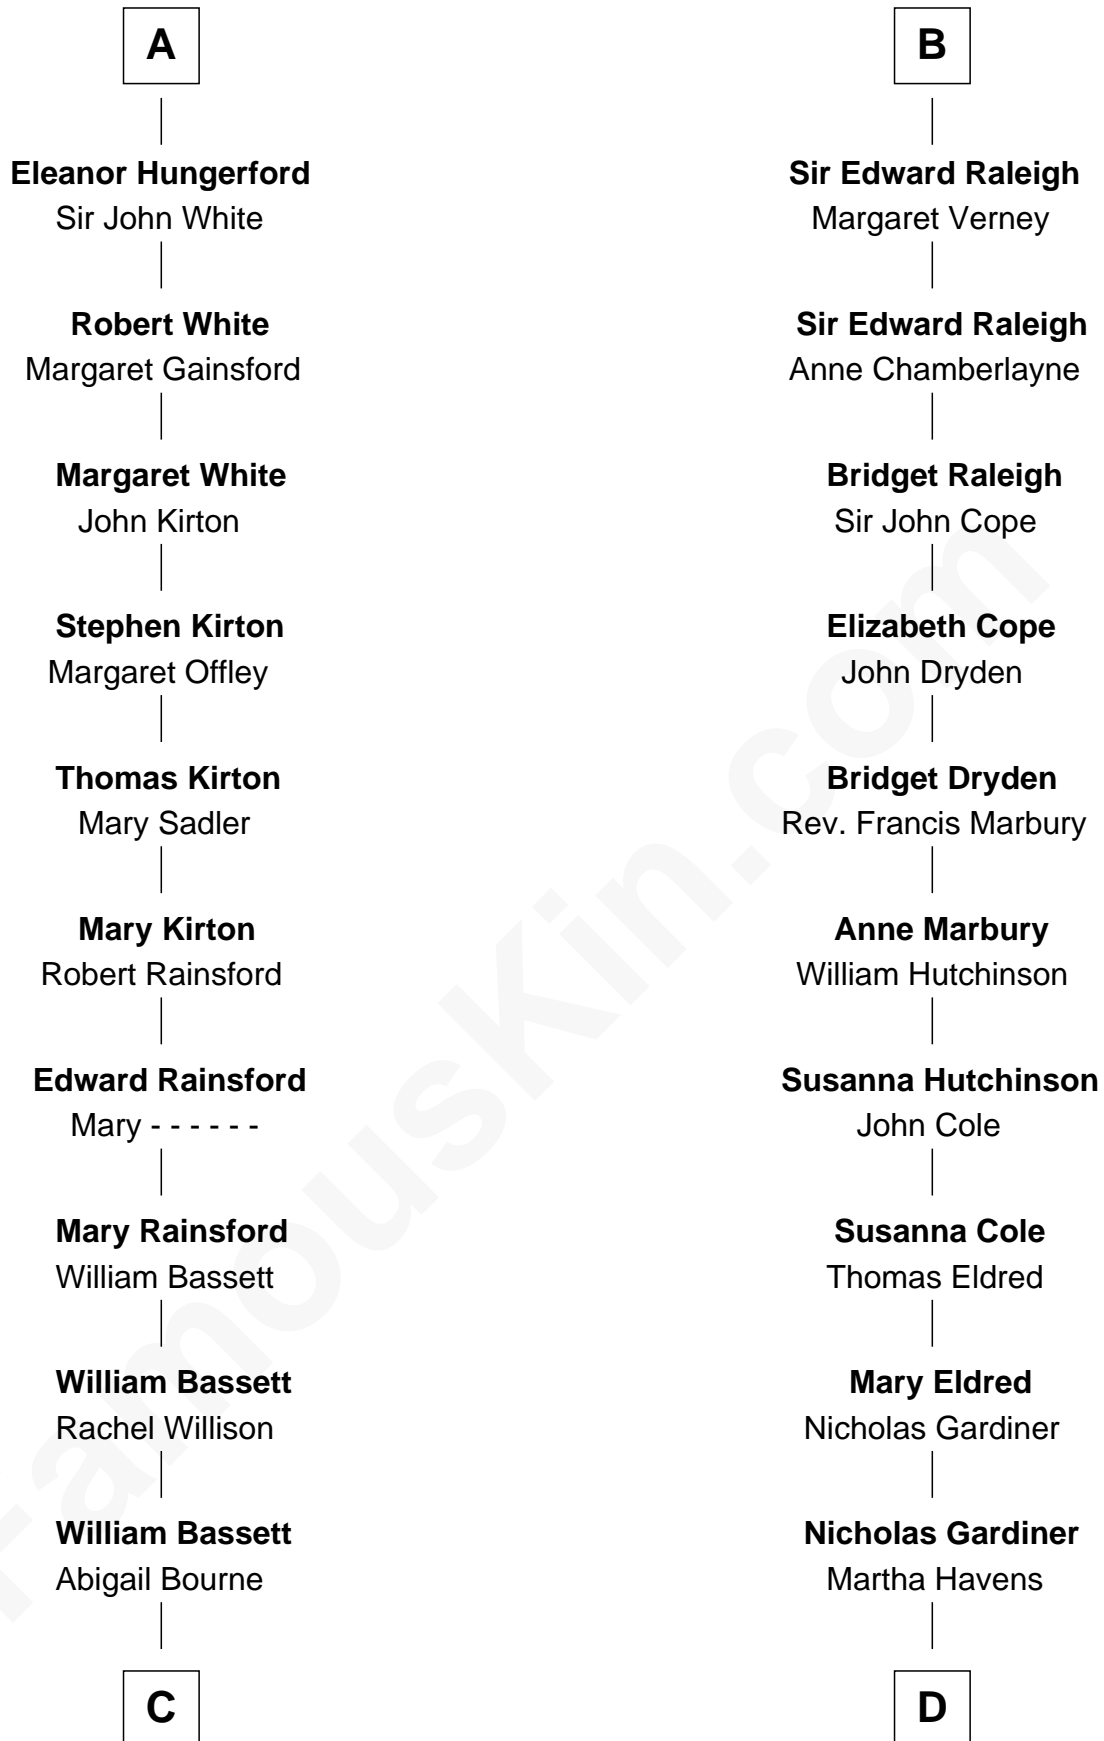 A
Eleanor Hungerford
Sir John White
Robert White
Margaret Gainsford
Margaret White
John Kirton
Stephen Kirton
Margaret Offley
Thomas Kirton
Mary Sadler
Mary Kirton
Robert Rainsford
Edward Rainsford
Mary - - - - - -
Mary Rainsford
William Bassett
William Bassett
Rachel Willison
William Bassett
Abigail Bourne
C
B
Sir Edward Raleigh
Margaret Verney
Sir Edward Raleigh
Anne Chamberlayne
Bridget Raleigh
Sir John Cope
Elizabeth Cope
John Dryden
Bridget Dryden
Rev. Francis Marbury
Anne Marbury
William Hutchinson
Susanna Hutchinson
John Cole
Susanna Cole
Thomas Eldred
Mary Eldred
Nicholas Gardiner
Nicholas Gardiner
Martha Havens
D
FamousKin.com